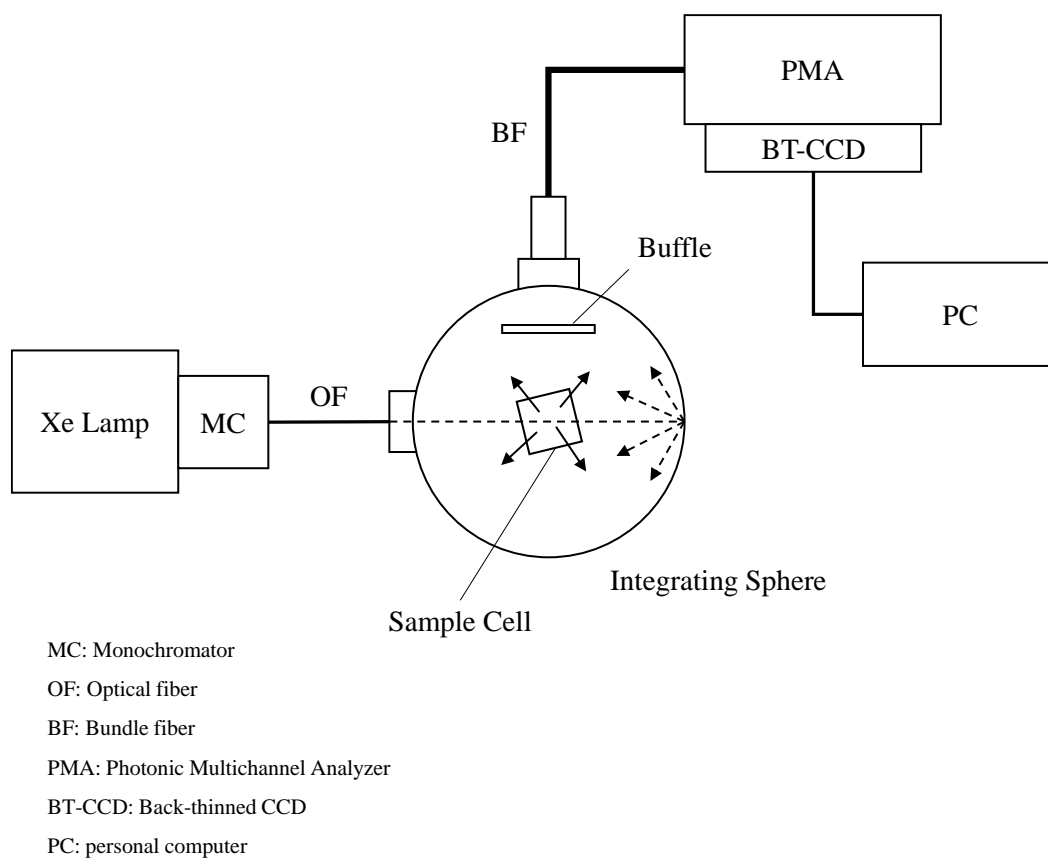 PMA
BF
BT-CCD
Buffle
PC
OF
Xe Lamp
MC
Integrating Sphere
Sample Cell
MC: Monochromator
OF: Optical fiber
BF: Bundle fiber
PMA: Photonic Multichannel Analyzer
BT-CCD: Back-thinned CCD
PC: personal computer